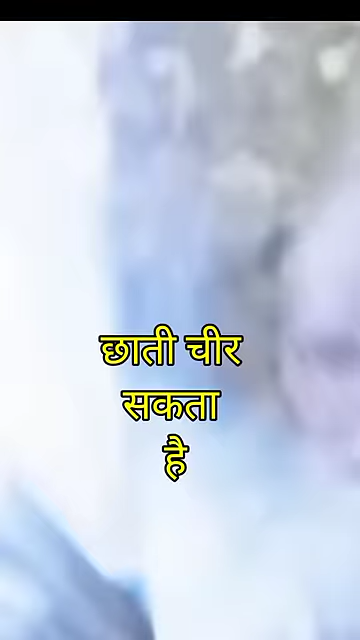 छाती चीर
सकता
है